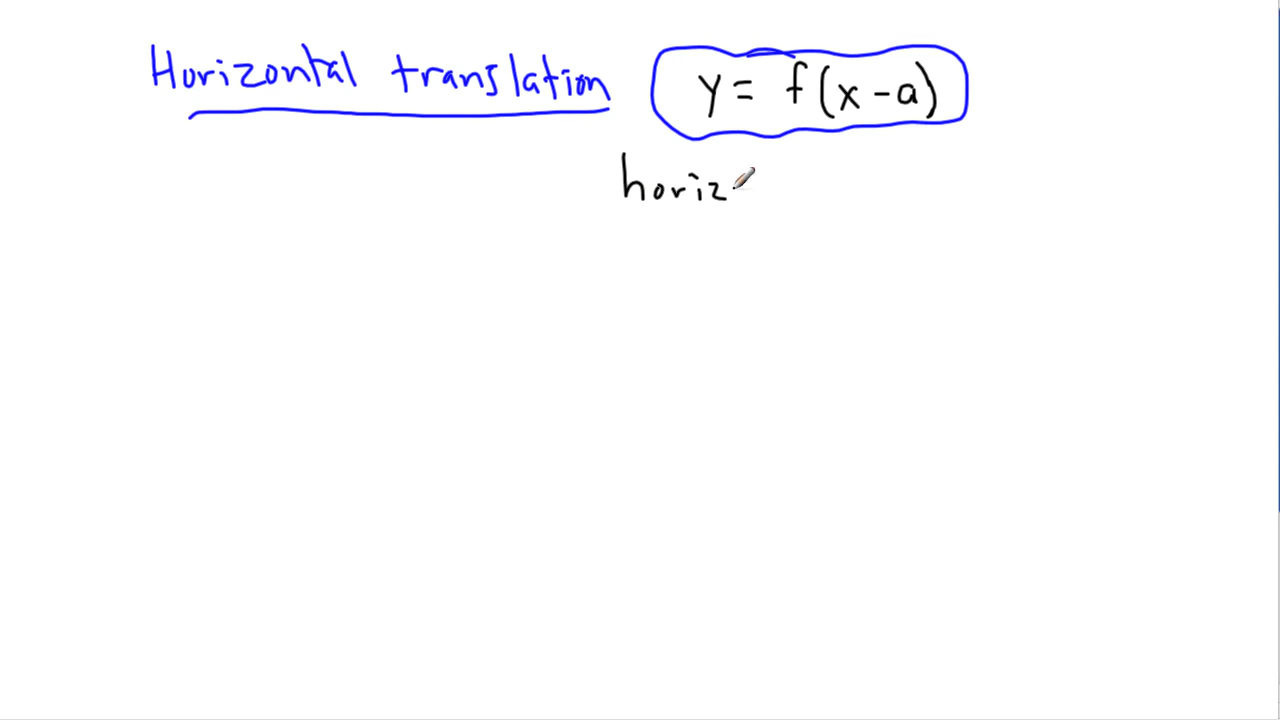 Horizontal translation y = f(x - a)
horiz